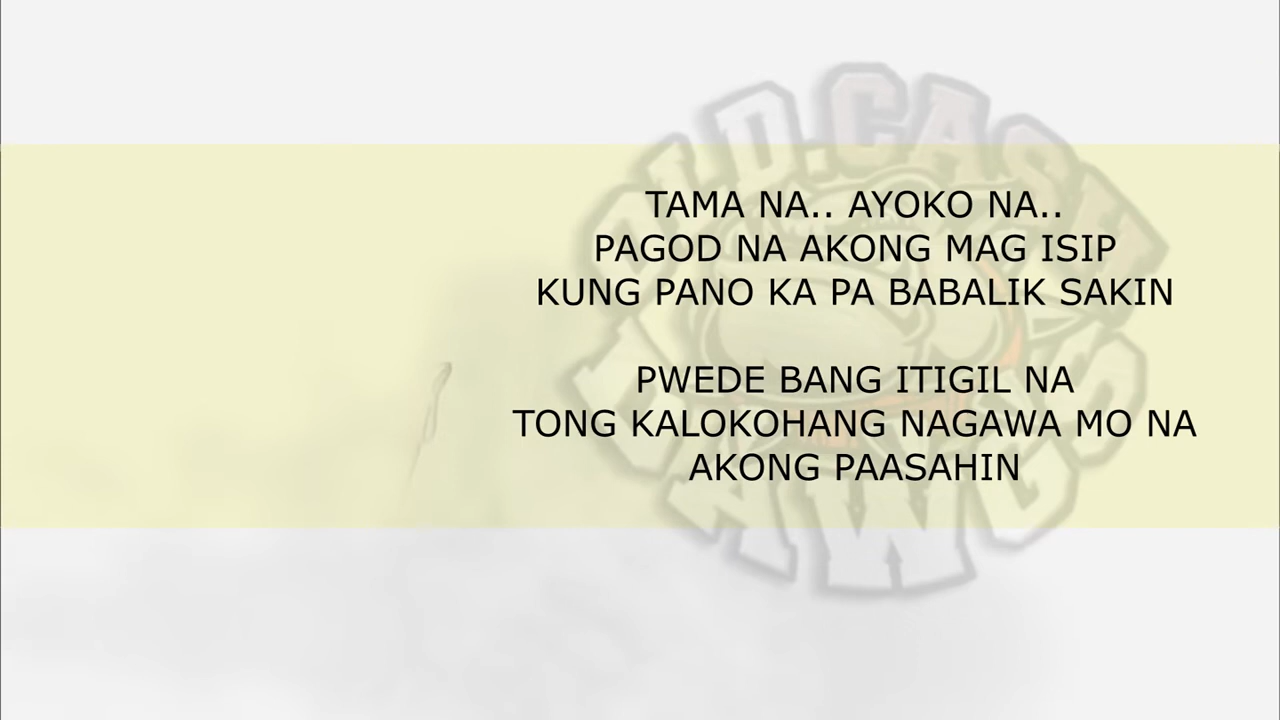 TAMA NA.. AYOKO NA..
PAGOD NA AKONG MAG ISIP
KUNG PANO KA PA BABALIK SAKIN
PWEDE BANG ITIGIL NA
TONG KALOKOHANG NAGAWA MO NA
AKONG PAASAHIN